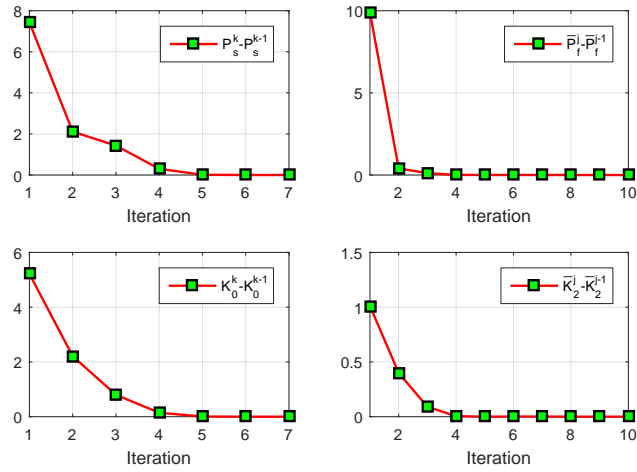 8
6
4
2
0
P_s^k-P_s^{k-1}
1 2 3 4 5 6 7
Iteration
10
5
0
P̅_f^j-P̅_f^{j-1}
2 4 6 8 10
Iteration
6
4
2
0
K_0^k-K_0^{k-1}
1 2 3 4 5 6 7
Iteration
1.5
1
0.5
0
K̅_2^j-K̅_2^{j-1}
2 4 6 8 10
Iteration